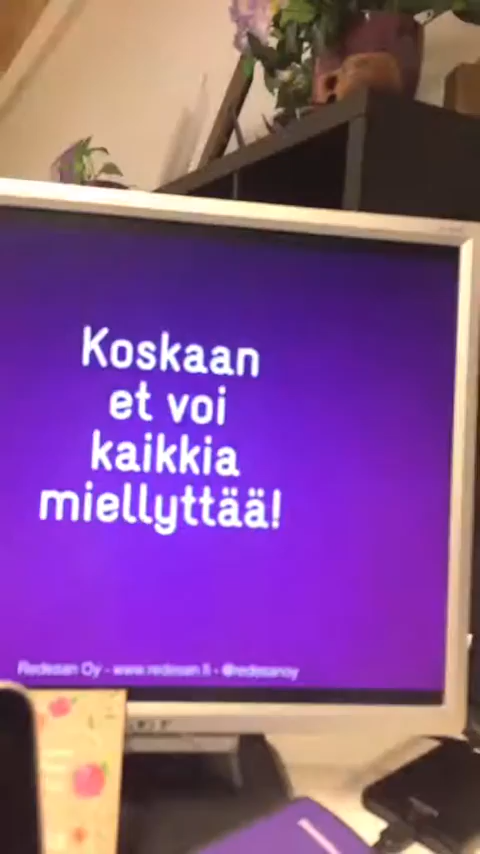 Koskaan
et voi
kaikkia
miellyttää!
Redesan Oy - www.redesan.fi - @redesanoy